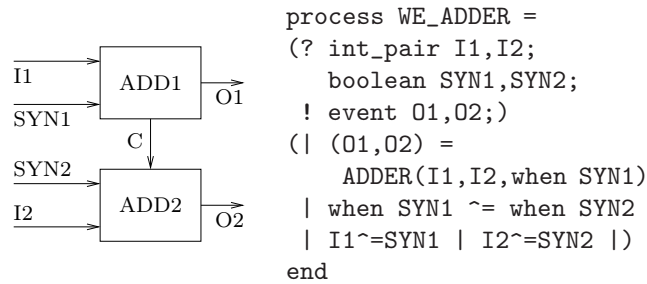 I1
ADD1
O1
SYN1
C
SYN2
ADD2
I2
O2
process WE_ADDER =
(? int_pair I1,I2;
boolean SYN1,SYN2;
! event O1,O2;)
(| (O1,O2) =
ADDER(I1,I2,when SYN1)
| when SYN1 ^= when SYN2
| I1^=SYN1 | I2^=SYN2 |)
end